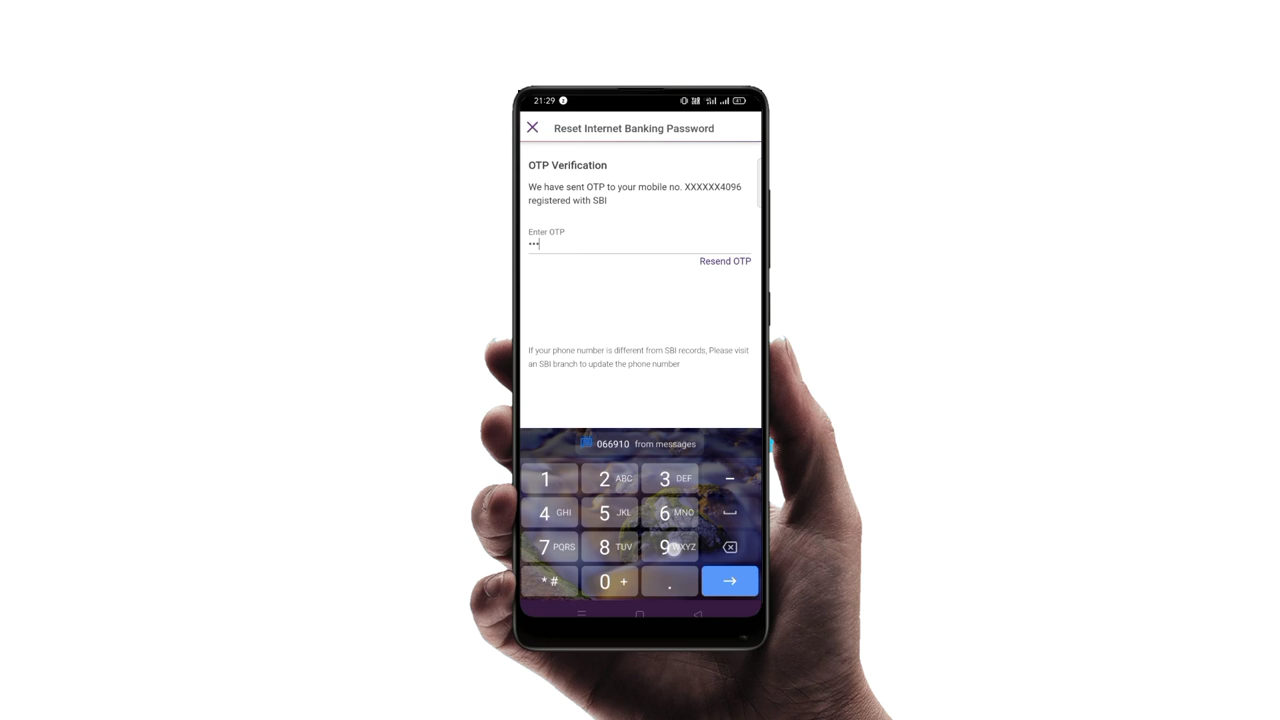 21:29
Reset Internet Banking Password
OTP Verification
We have sent OTP to your mobile no. XXXXXX4096
registered with SBI
Enter OTP
•••
Resend OTP
If your phone number is different from SBI records, Please visit
an SBI branch to update the phone number
066910 from messages
1 2 ABC 3 DEF -
4 GHI 5 JKL 6 MNO
7 PQRS 8 TUV 9 WXYZ
*# 0 + .